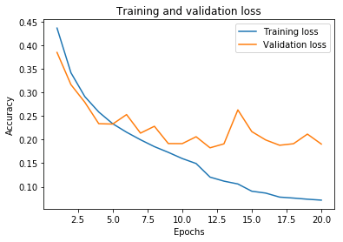 Training and validation loss
Training loss
Validation loss
Accuracy
0.45
0.40
0.35
0.30
0.25
0.20
0.15
0.10
2.5 5.0 7.5 10.0 12.5 15.0 17.5 20.0
Epochs